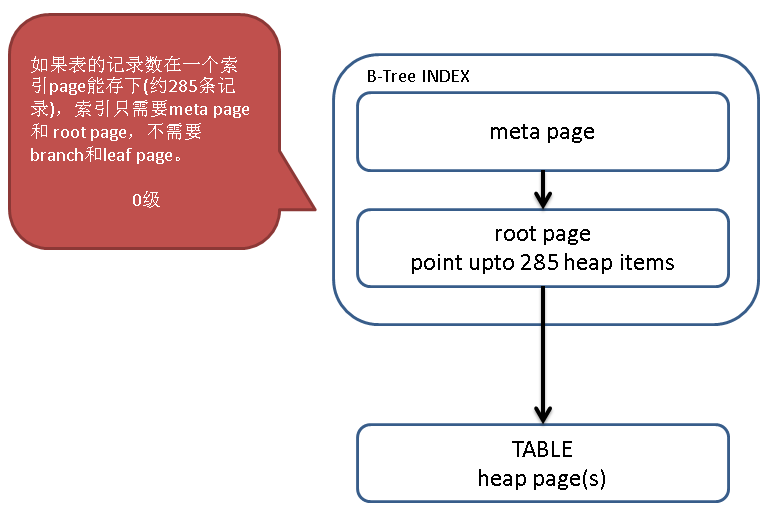 如果表的记录数在一个索
引page能存下(约285条记
录)，索引只需要meta page
和 root page，不需要
branch和leaf page。
0级
B-Tree INDEX
meta page
root page
point upto 285 heap items
TABLE
heap page(s)